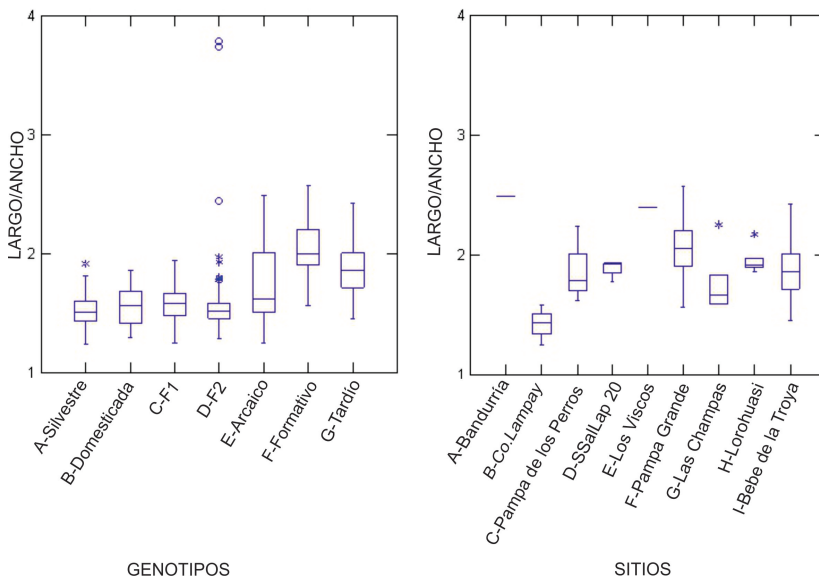 4
3
2
1
LARGO/ANCHO
A-Silvestre
B-Domesticada
C-F1
D-F2
E-Arcaico
F-Formativo
G-Tardío
GENOTIPOS
4
3
2
1
LARGO/ANCHO
A-Bandurria
B-Co.Lampay
C-Pampa de los Perros
D-SSalLap 20
E-Los Viscos
F-Pampa Grande
G-Las Champas
H-Lorohuasi
I-Bebe de la Troya
SITIOS